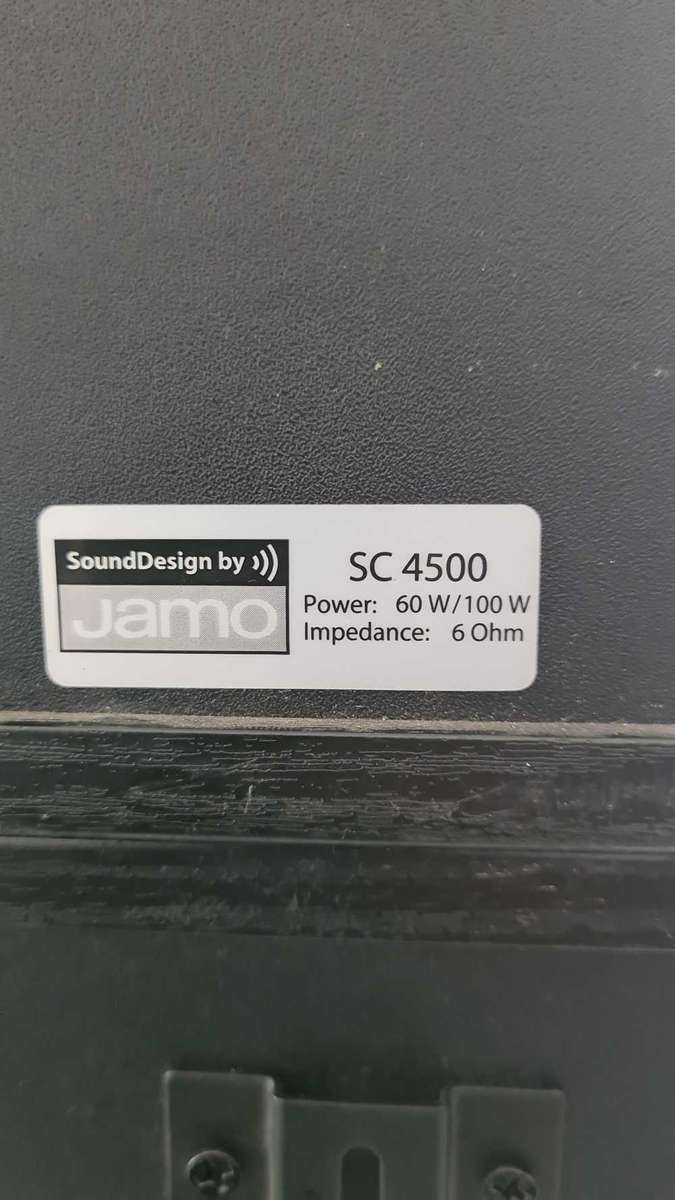 SoundDesign by
Jamo
SC 4500
Power: 60 W/100 W
Impedance: 6 Ohm